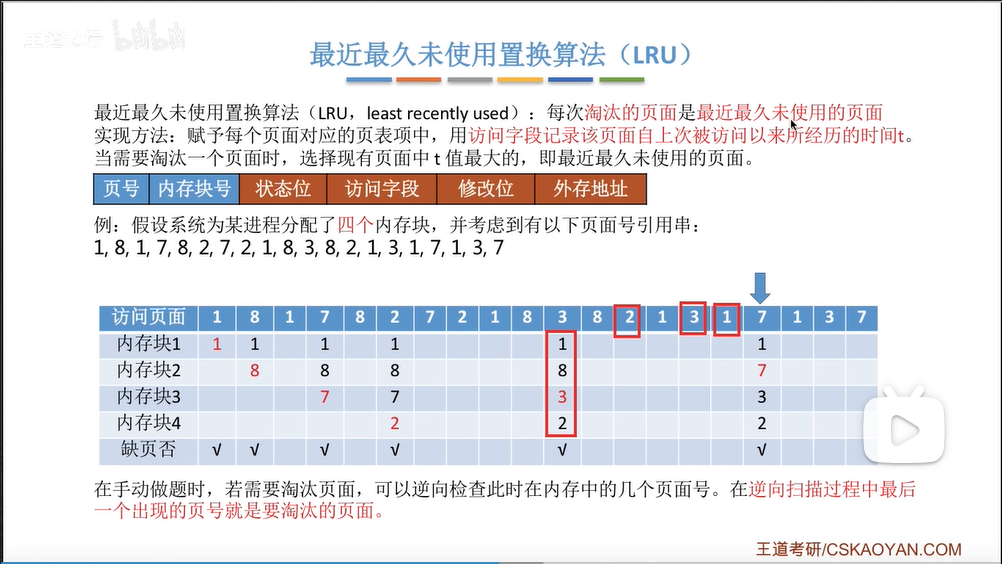 王道考研 bilibili
最近最久未使用置换算法（LRU）
最近最久未使用置换算法（LRU，least recently used）：每次淘汰的页面是最近最久未使用的页面
实现方法：赋予每个页面对应的页表项中，用访问字段记录该页面自上次被访问以来所经历的时间t。
当需要淘汰一个页面时，选择现有页面中 t 值最大的，即最近最久未使用的页面。
页号 内存块号 状态位 访问字段 修改位 外存地址
例：假设系统为某进程分配了四个内存块，并考虑到有以下页面号引用串：
1, 8, 1, 7, 8, 2, 7, 2, 1, 8, 3, 8, 2, 1, 3, 1, 7, 1, 3, 7
访问页面 1 8 1 7 8 2 7 2 1 8 3 8 2 1 3 1 7 1 3 7
内存块1 1 1 1 1 1 1
内存块2 8 8 8 8 7
内存块3 7 7 3 3
内存块4 2 2 2
缺页否 √ √ √ √ √ √
在手动做题时，若需要淘汰页面，可以逆向检查此时在内存中的几个页面号。在逆向扫描过程中最后
一个出现的页号就是要淘汰的页面。
王道考研/CSKAOYAN.COM